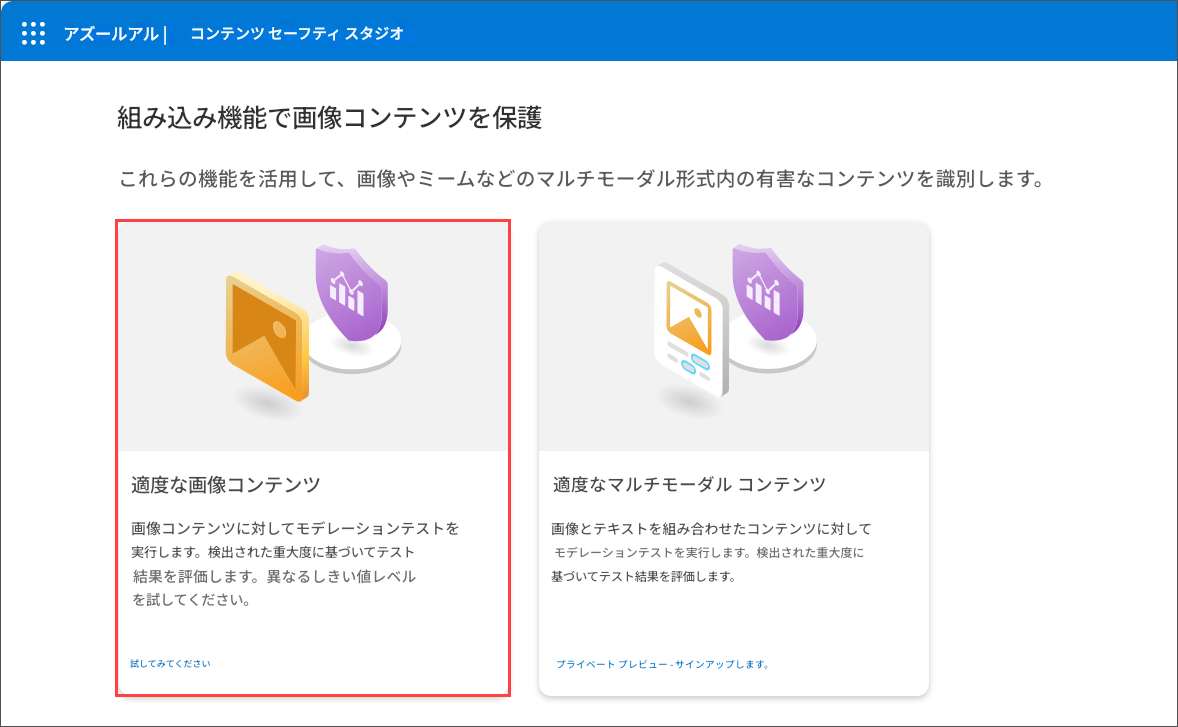 アズールアル | コンテンツ セーフティ スタジオ
組み込み機能で画像コンテンツを保護
これらの機能を活用して、画像やミームなどのマルチモーダル形式内の有害なコンテンツを識別します。
適度な画像コンテンツ
画像コンテンツに対してモデレーションテストを
実行します。検出された重大度に基づいてテスト
結果を評価します。異なるしきい値レベル
を試してください。
試してみてください
適度なマルチモーダル コンテンツ
画像とテキストを組み合わせたコンテンツに対して
モデレーションテストを実行します。検出された重大度に
基づいてテスト結果を評価します。
プライベート プレビュー - サインアップします。